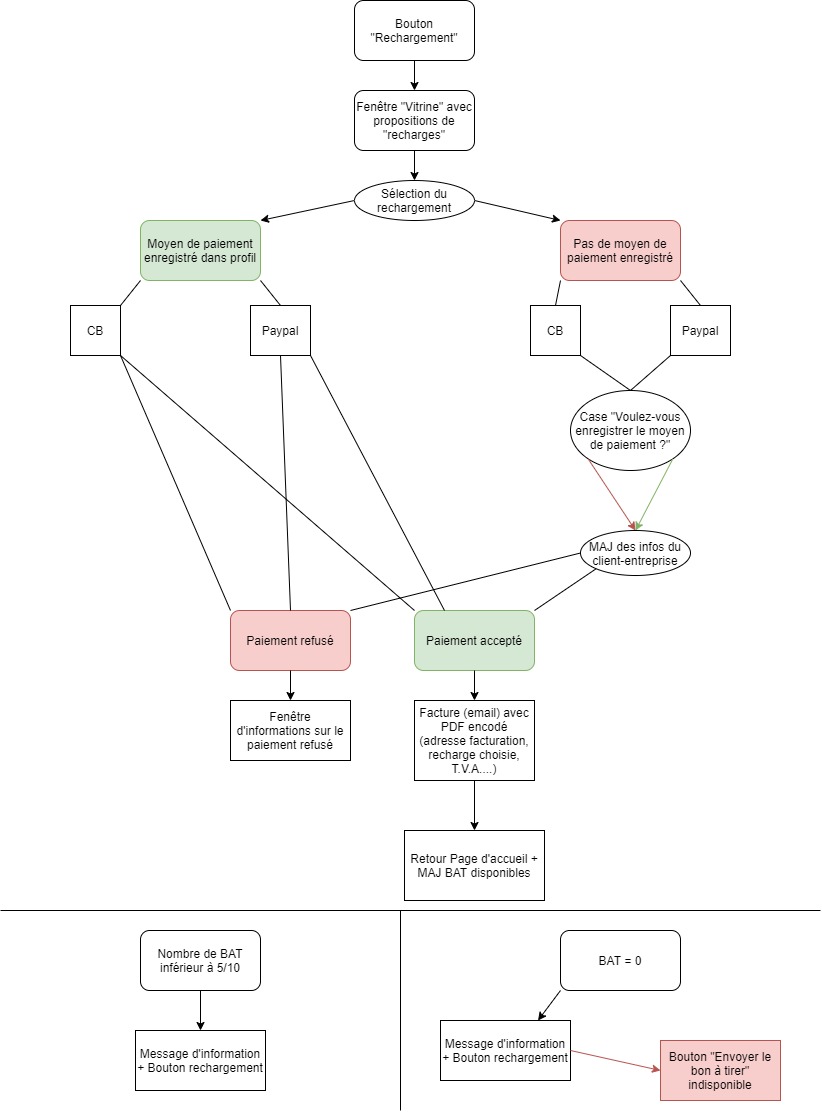 Bouton
"Rechargement"
Fenêtre "Vitrine" avec
propositions de
"recharges"
Sélection du
rechargement
Moyen de paiement
enregistré dans profil
Pas de moyen de
paiement enregistré
CB
Paypal
CB
Paypal
Case "Voulez-vous
enregistrer le moyen
de paiement ?"
MAJ des infos du
client-entreprise
Paiement refusé
Paiement accepté
Fenêtre
d'informations sur le
paiement refusé
Facture (email) avec
PDF encodé
(adresse facturation,
recharge choisie,
T.V.A....)
Retour Page d'accueil +
MAJ BAT disponibles
Nombre de BAT
inférieur à 5/10
Message d'information
+ Bouton rechargement
BAT = 0
Message d'information
+ Bouton rechargement
Bouton "Envoyer le
bon à tirer"
indisponible